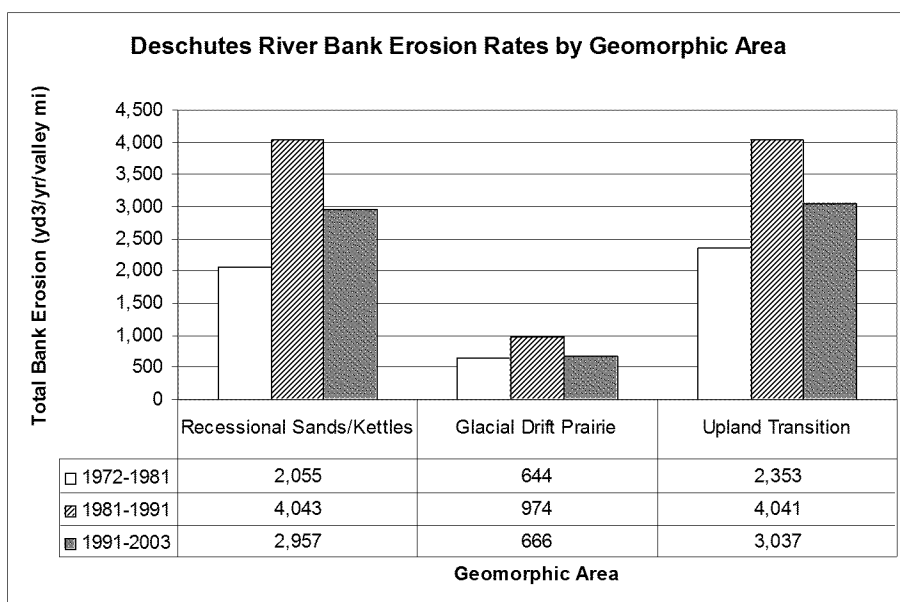 Deschutes River Bank Erosion Rates by Geomorphic Area
Total Bank Erosion (yd3/yr/valley mi)
4,500
4,000
3,500
3,000
2,500
2,000
1,500
1,000
500
0
Recessional Sands/Kettles Glacial Drift Prairie Upland Transition
1972-1981 2,055 644 2,353
1981-1991 4,043 974 4,041
1991-2003 2,957 666 3,037
Geomorphic Area